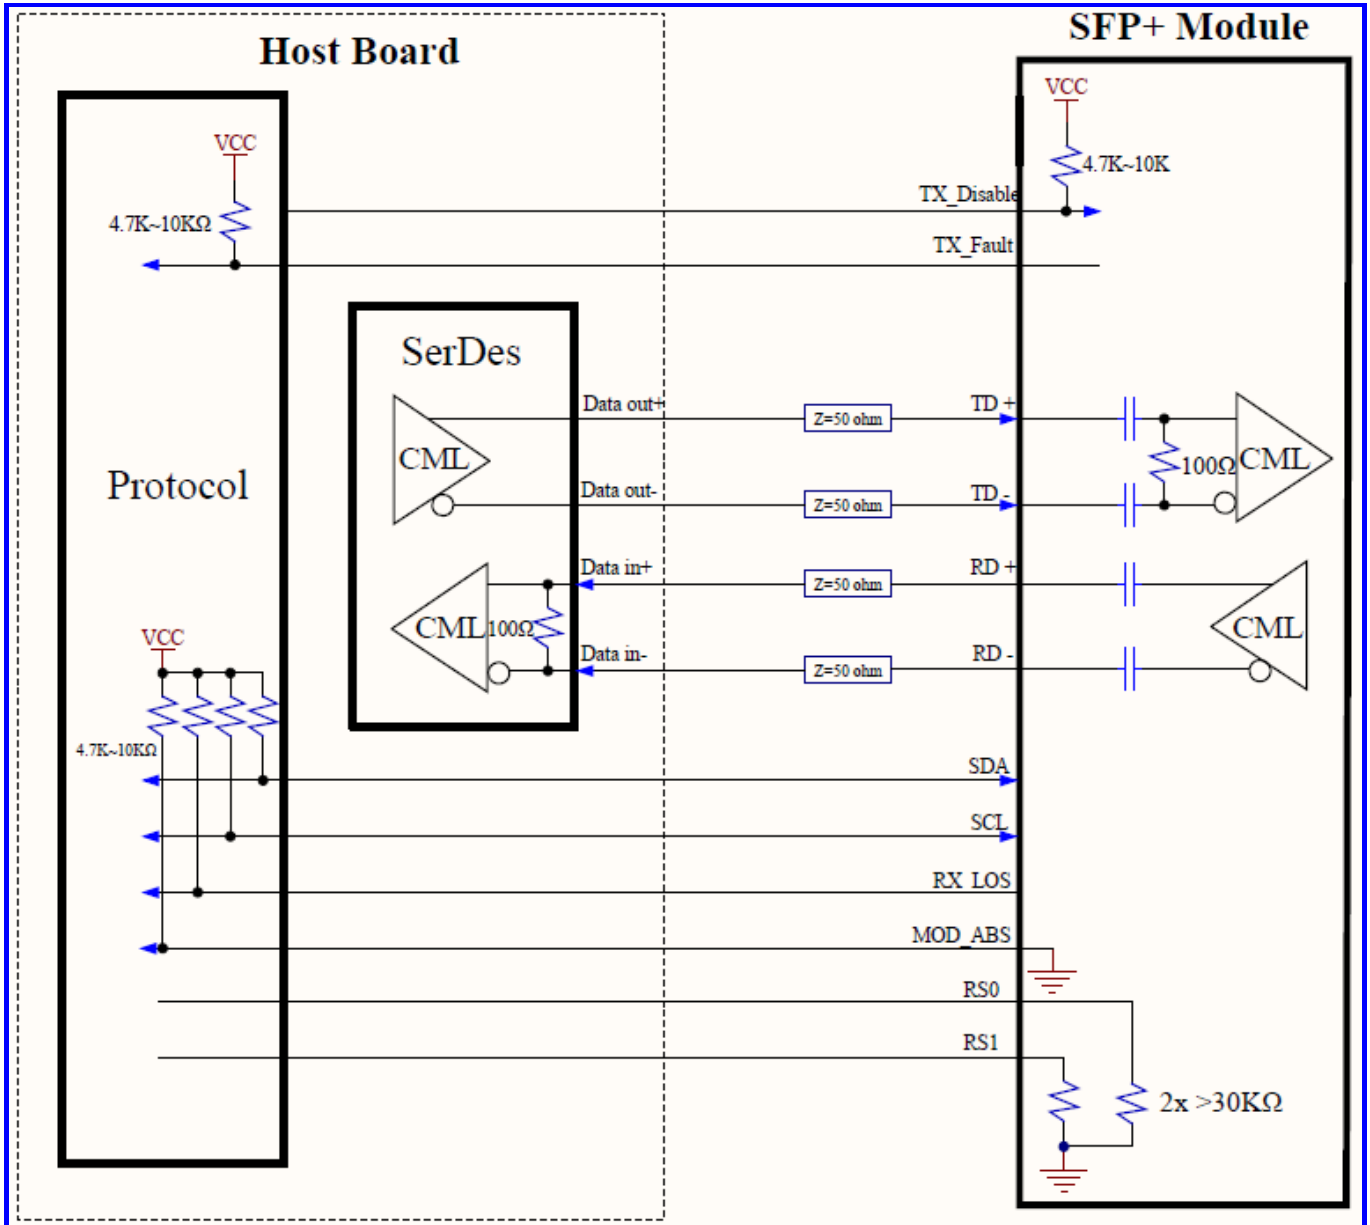 SFP+ Module
Host Board
VCC
4.7K~10K
VCC
4.7K~10KΩ
TX_Disable
TX_Fault
SerDes
Data out+
Z=50 ohm
TD +
CML
100Ω
CML
Protocol
Data out-
Z=50 ohm
TD -
Data in+
Z=50 ohm
RD +
CML
100Ω
CML
Data in-
Z=50 ohm
RD -
VCC
4.7K~10KΩ
SDA
SCL
RX LOS
MOD_ABS
RS0
RS1
2x >30KΩ